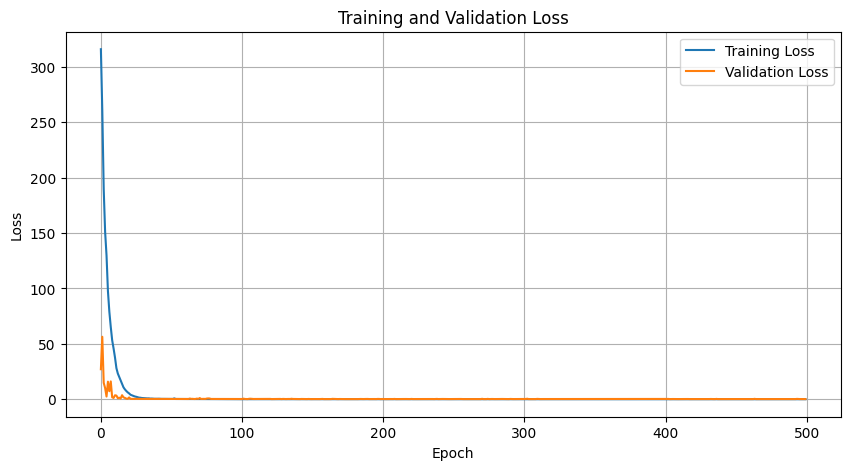 Training and Validation Loss
Training Loss
Validation Loss
Loss
300
250
200
150
100
50
0
0 100 200 300 400 500
Epoch